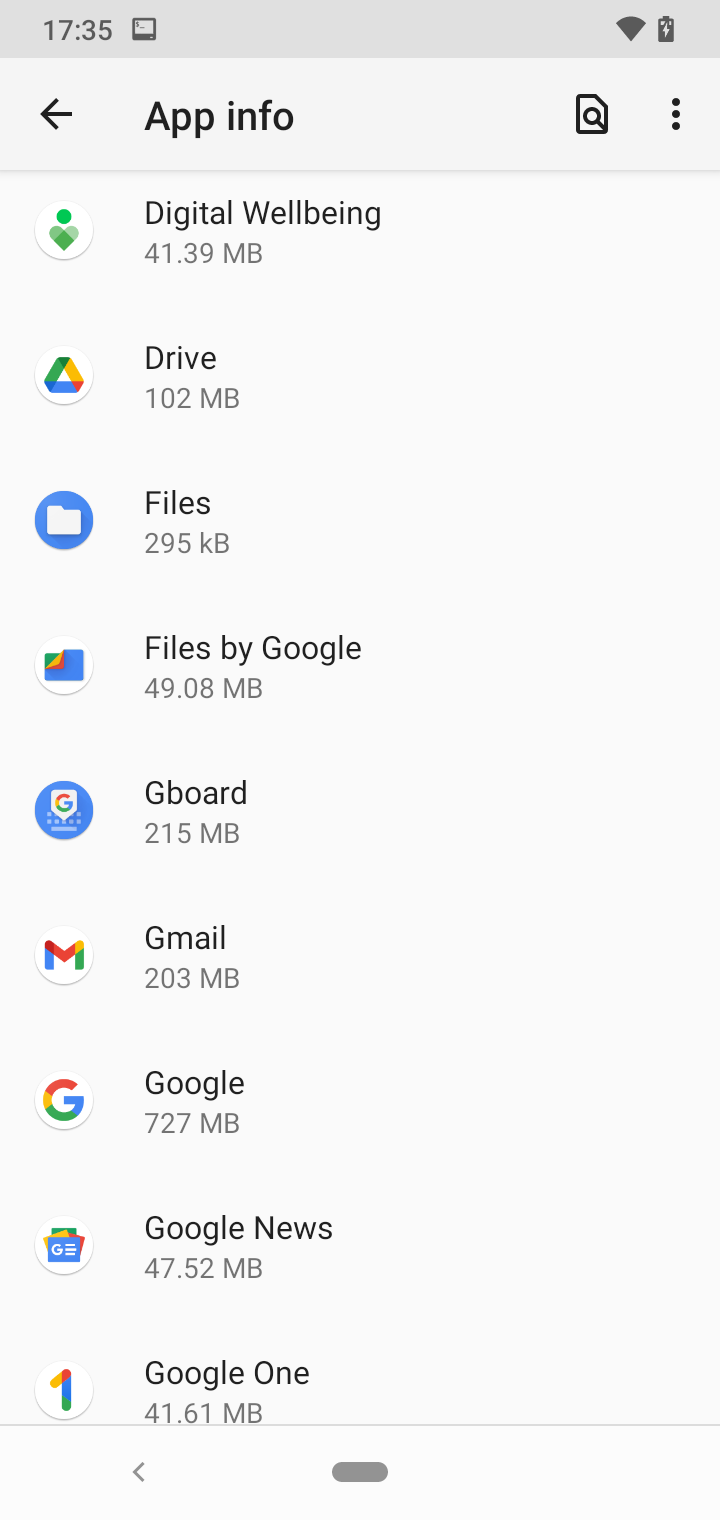 17:35
App info
Digital Wellbeing
41.39 MB
Drive
102 MB
Files
295 kB
Files by Google
49.08 MB
Gboard
215 MB
Gmail
203 MB
Google
727 MB
Google News
47.52 MB
Google One
41.61 MB